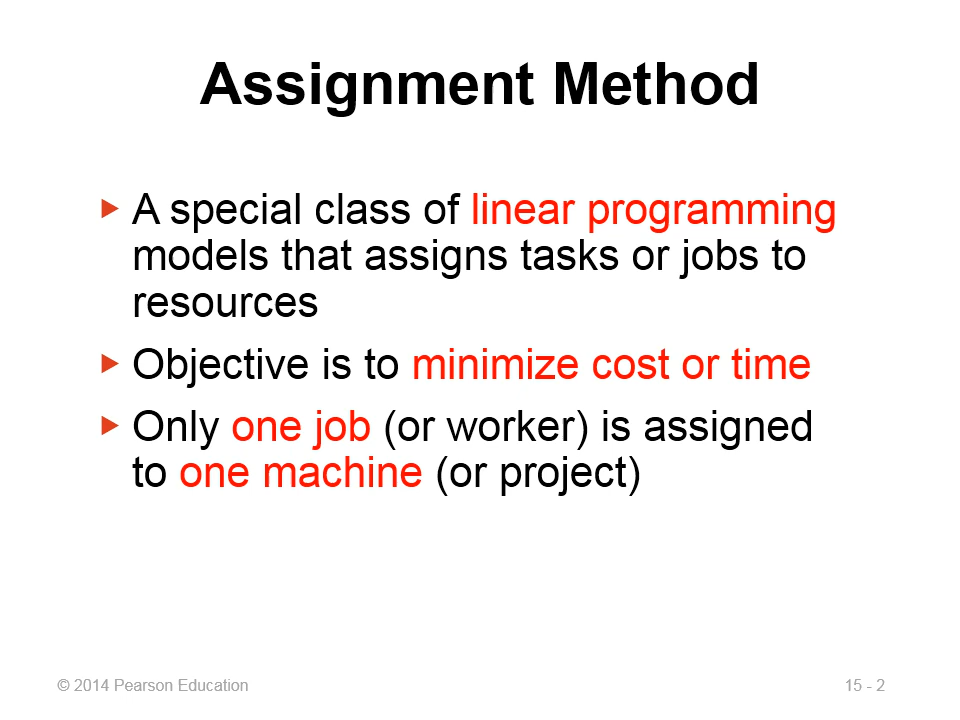 Assignment Method
A special class of linear programming
models that assigns tasks or jobs to
resources
Objective is to minimize cost or time
Only one job (or worker) is assigned
to one machine (or project)
© 2014 Pearson Education
15 - 2